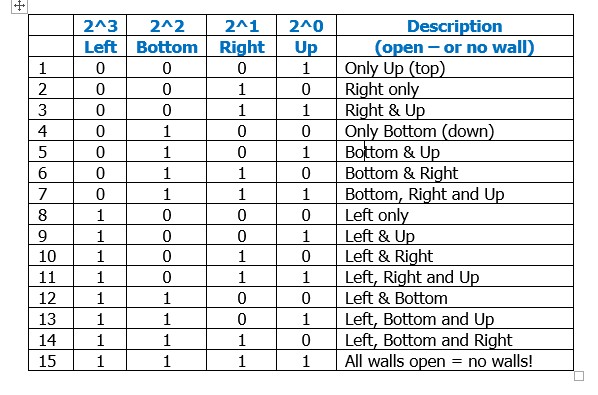 2^3 2^2 2^1 2^0 Description
Left Bottom Right Up (open – or no wall)
1 0 0 0 1 Only Up (top)
2 0 0 1 0 Right only
3 0 0 1 1 Right & Up
4 0 1 0 0 Only Bottom (down)
5 0 1 0 1 Bottom & Up
6 0 1 1 0 Bottom & Right
7 0 1 1 1 Bottom, Right and Up
8 1 0 0 0 Left only
9 1 0 0 1 Left & Up
10 1 0 1 0 Left & Right
11 1 0 1 1 Left, Right and Up
12 1 1 0 0 Left & Bottom
13 1 1 0 1 Left, Bottom and Up
14 1 1 1 0 Left, Bottom and Right
15 1 1 1 1 All walls open = no walls!